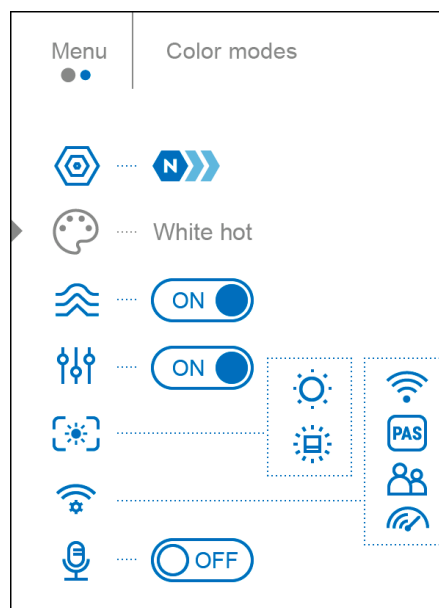 Menu
Color modes
N
White hot
ON
ON
PAS
OFF